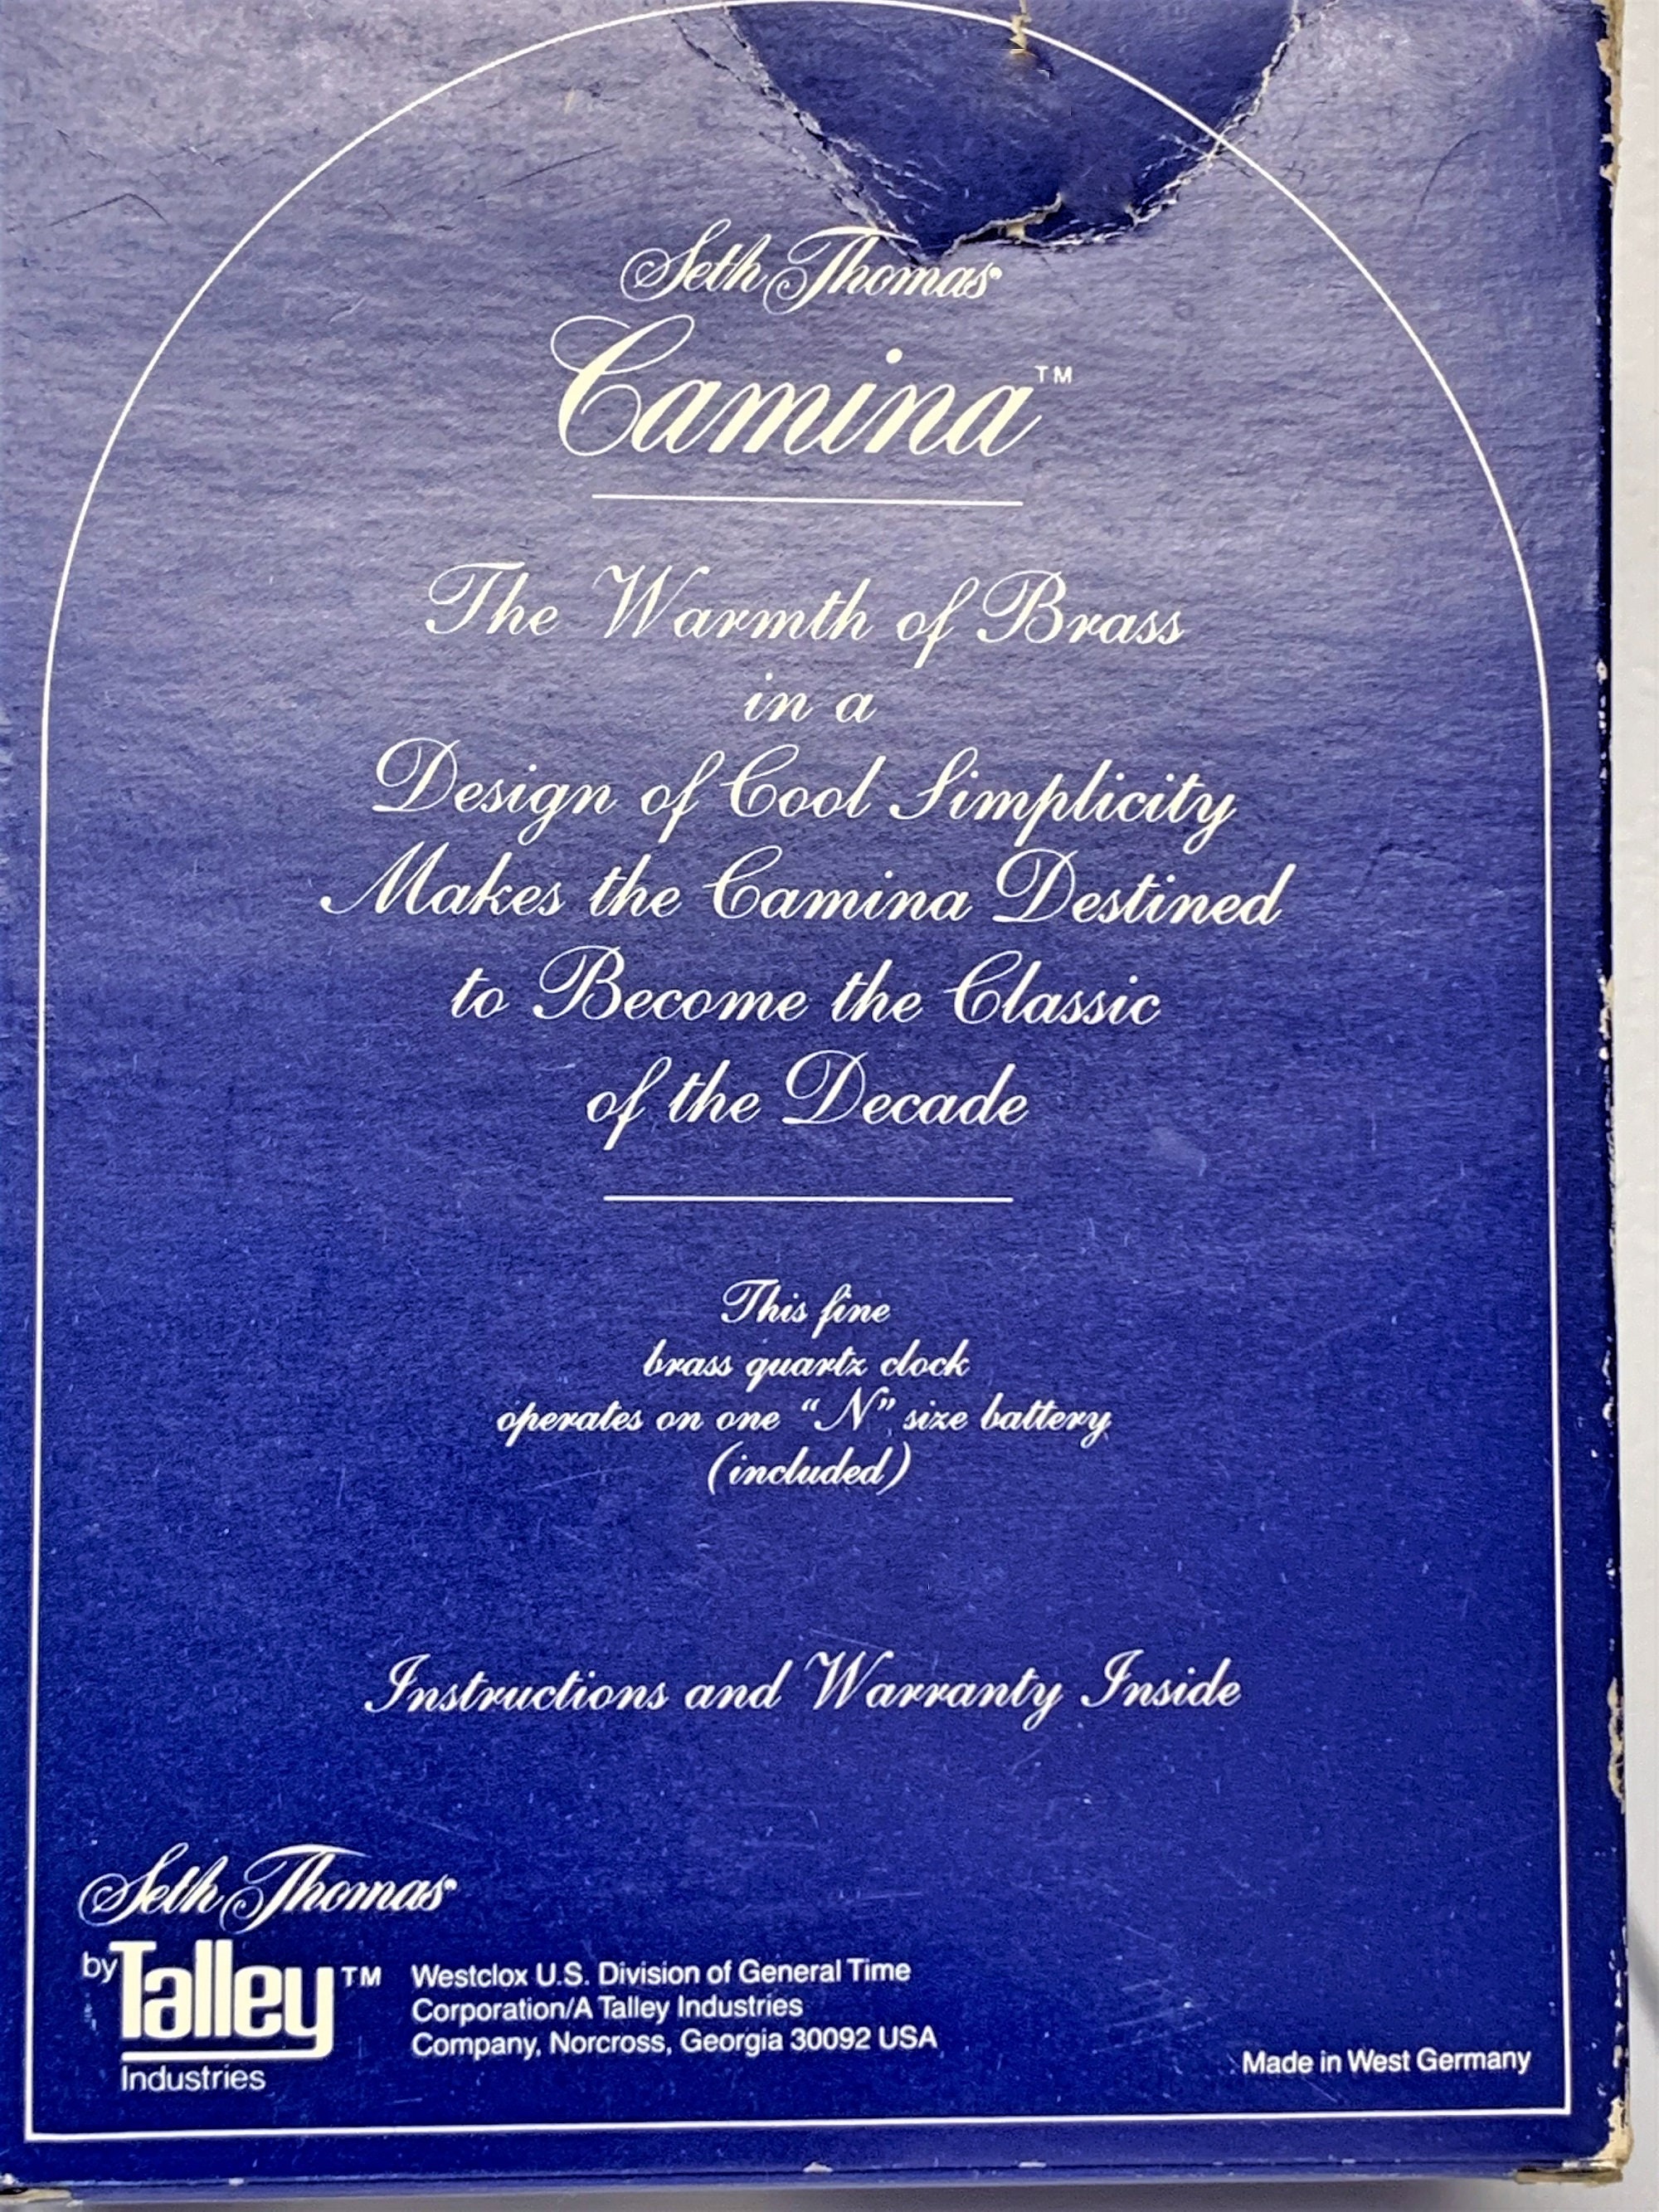 Seth Thomas®
Camina™
The Warmth of Brass
in a
Design of Cool Simplicity
Makes the Camina Destined
to Become the Classic
of the Decade
This fine
brass quartz clock
operates on one “N” size battery
(included)
Instructions and Warranty Inside
Seth Thomas®
by Talley™
Industries
Westclox U.S. Division of General Time
Corporation/A Talley Industries
Company, Norcross, Georgia 30092 USA
Made in West Germany